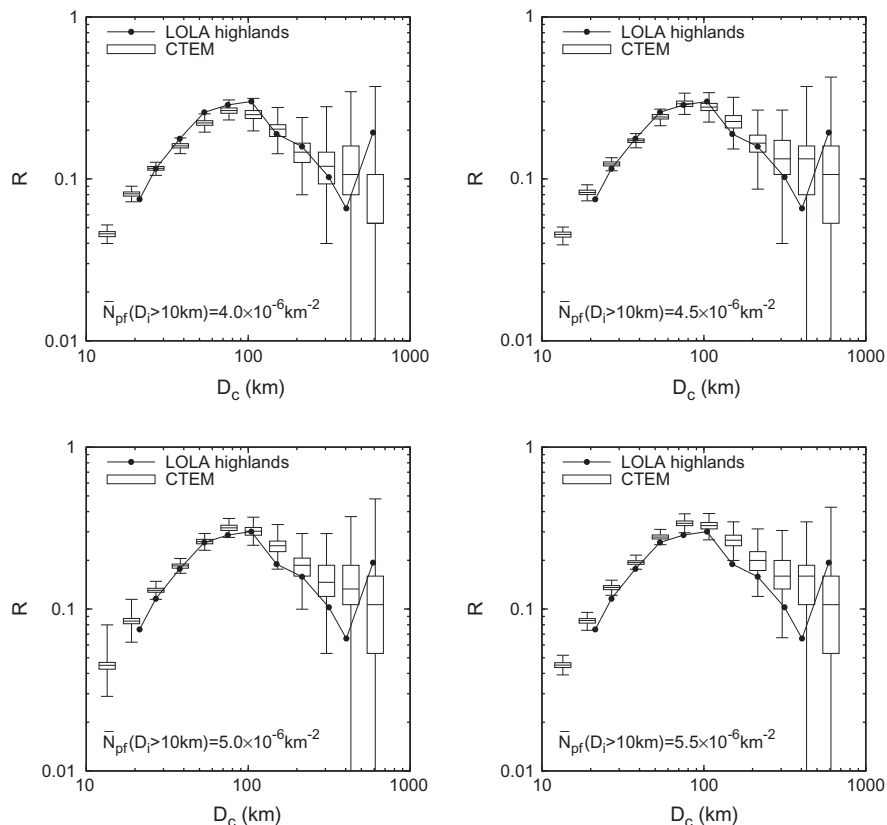 1
LOLA highlands
CTEM
R
0.1
N̄pf(Di>10km)=4.0×10-6km-2
0.01
10
100
1000
Dc (km)
1
LOLA highlands
CTEM
R
0.1
N̄pf(Di>10km)=4.5×10-6km-2
0.01
10
100
1000
Dc (km)
1
LOLA highlands
CTEM
R
0.1
N̄pf(Di>10km)=5.0×10-6km-2
0.01
10
100
1000
Dc (km)
1
LOLA highlands
CTEM
R
0.1
N̄pf(Di>10km)=5.5×10-6km-2
0.01
10
100
1000
Dc (km)